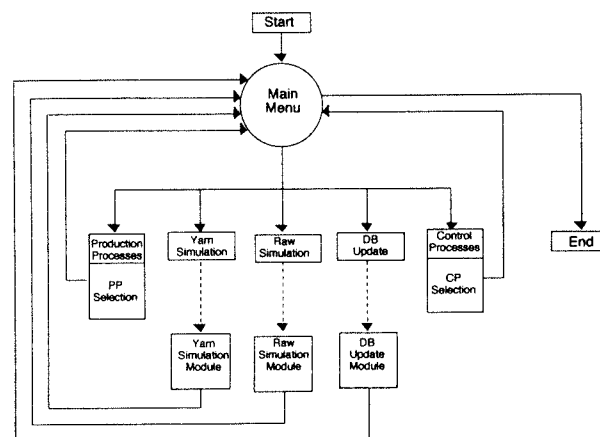 Start
Main
Menu
Production
Processes
PP
Selection
Yarn
Simulation
Raw
Simulation
DB
Update
Control
Processes
CP
Selection
End
Yarn
Simulation
Module
Raw
Simulation
Module
DB
Update
Module